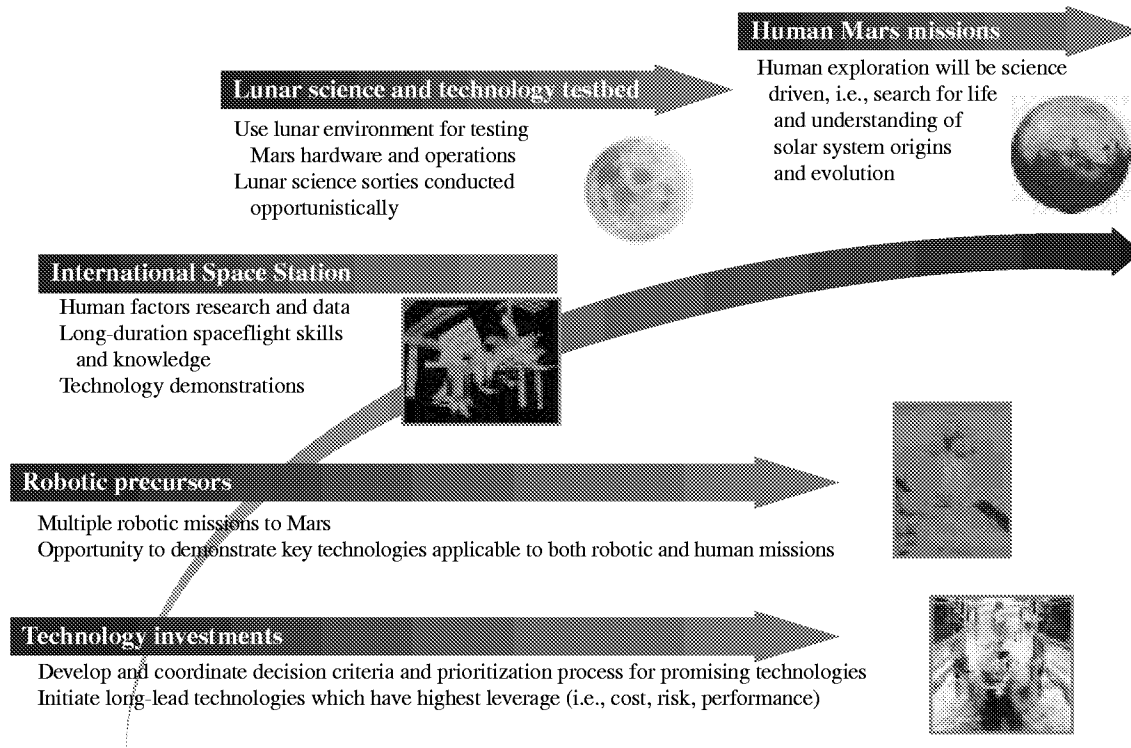 Human Mars missions
Human exploration will be science
driven, i.e., search for life
and understanding of
solar system origins
and evolution
Lunar science and technology testbed
Use lunar environment for testing
Mars hardware and operations
Lunar science sorties conducted
opportunistically
International Space Station
Human factors research and data
Long-duration spaceflight skills
and knowledge
Technology demonstrations
Robotic precursors
Multiple robotic missions to Mars
Opportunity to demonstrate key technologies applicable to both robotic and human missions
Technology investments
Develop and coordinate decision criteria and prioritization process for promising technologies
Initiate long-lead technologies which have highest leverage (i.e., cost, risk, performance)